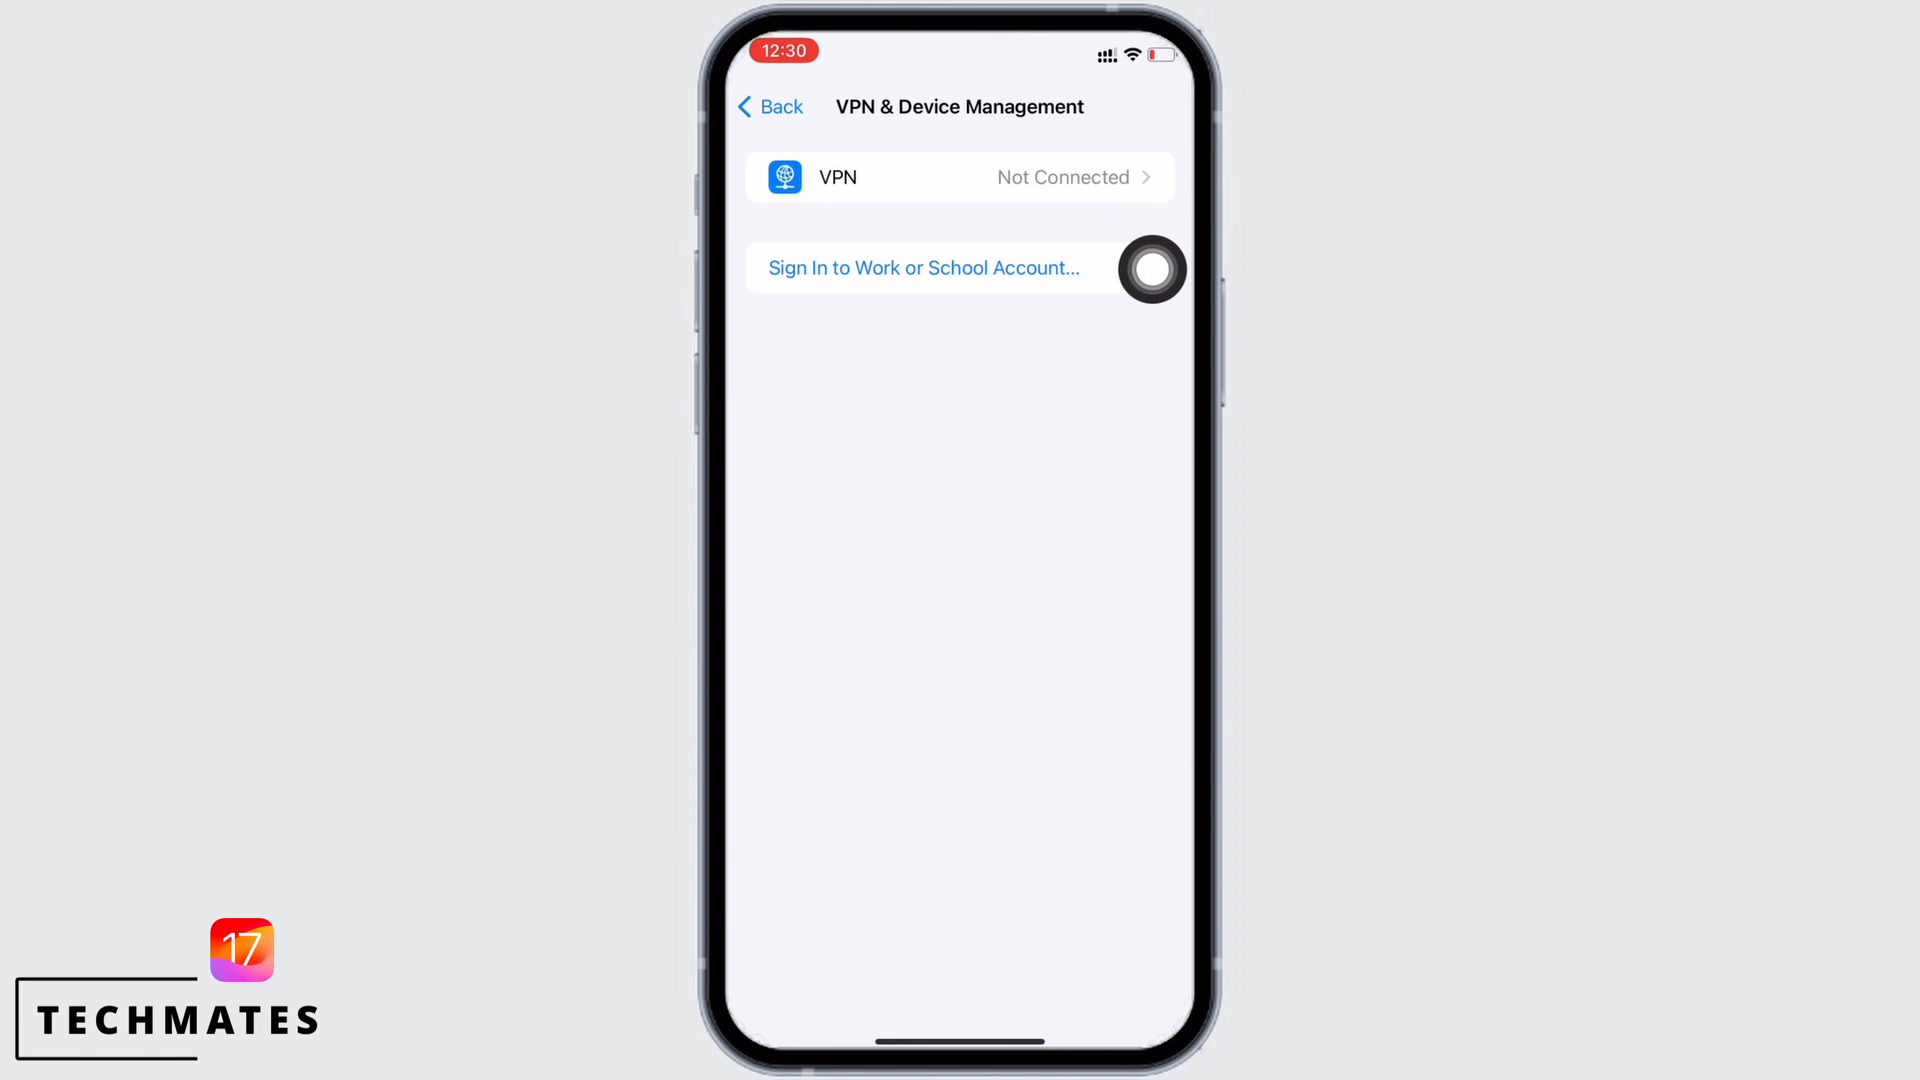 12:30
Back
VPN & Device Management
VPN
Not Connected
Sign In to Work or School Account...
17
TECHMATES